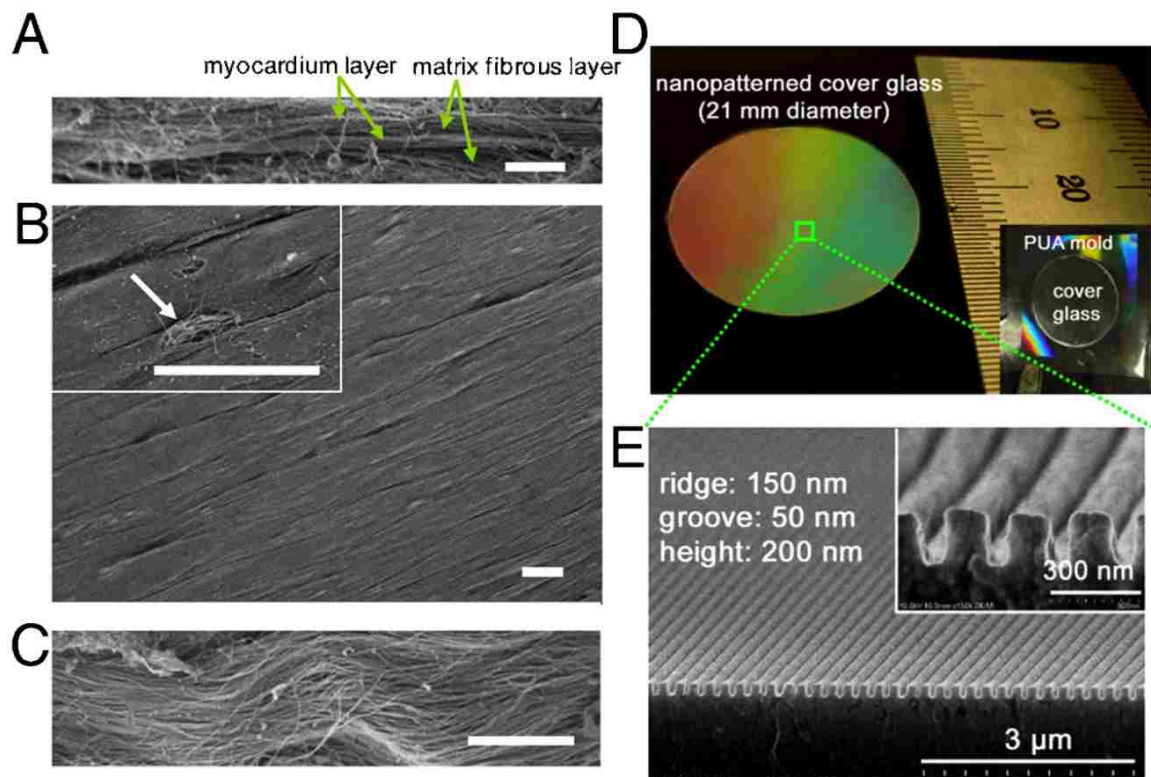 A
myocardium layer
matrix fibrous layer
B
C
D
nanopatterned cover glass
(21 mm diameter)
10
20
PUA mold
cover
glass
E
ridge: 150 nm
groove: 50 nm
height: 200 nm
300 nm
3 μm